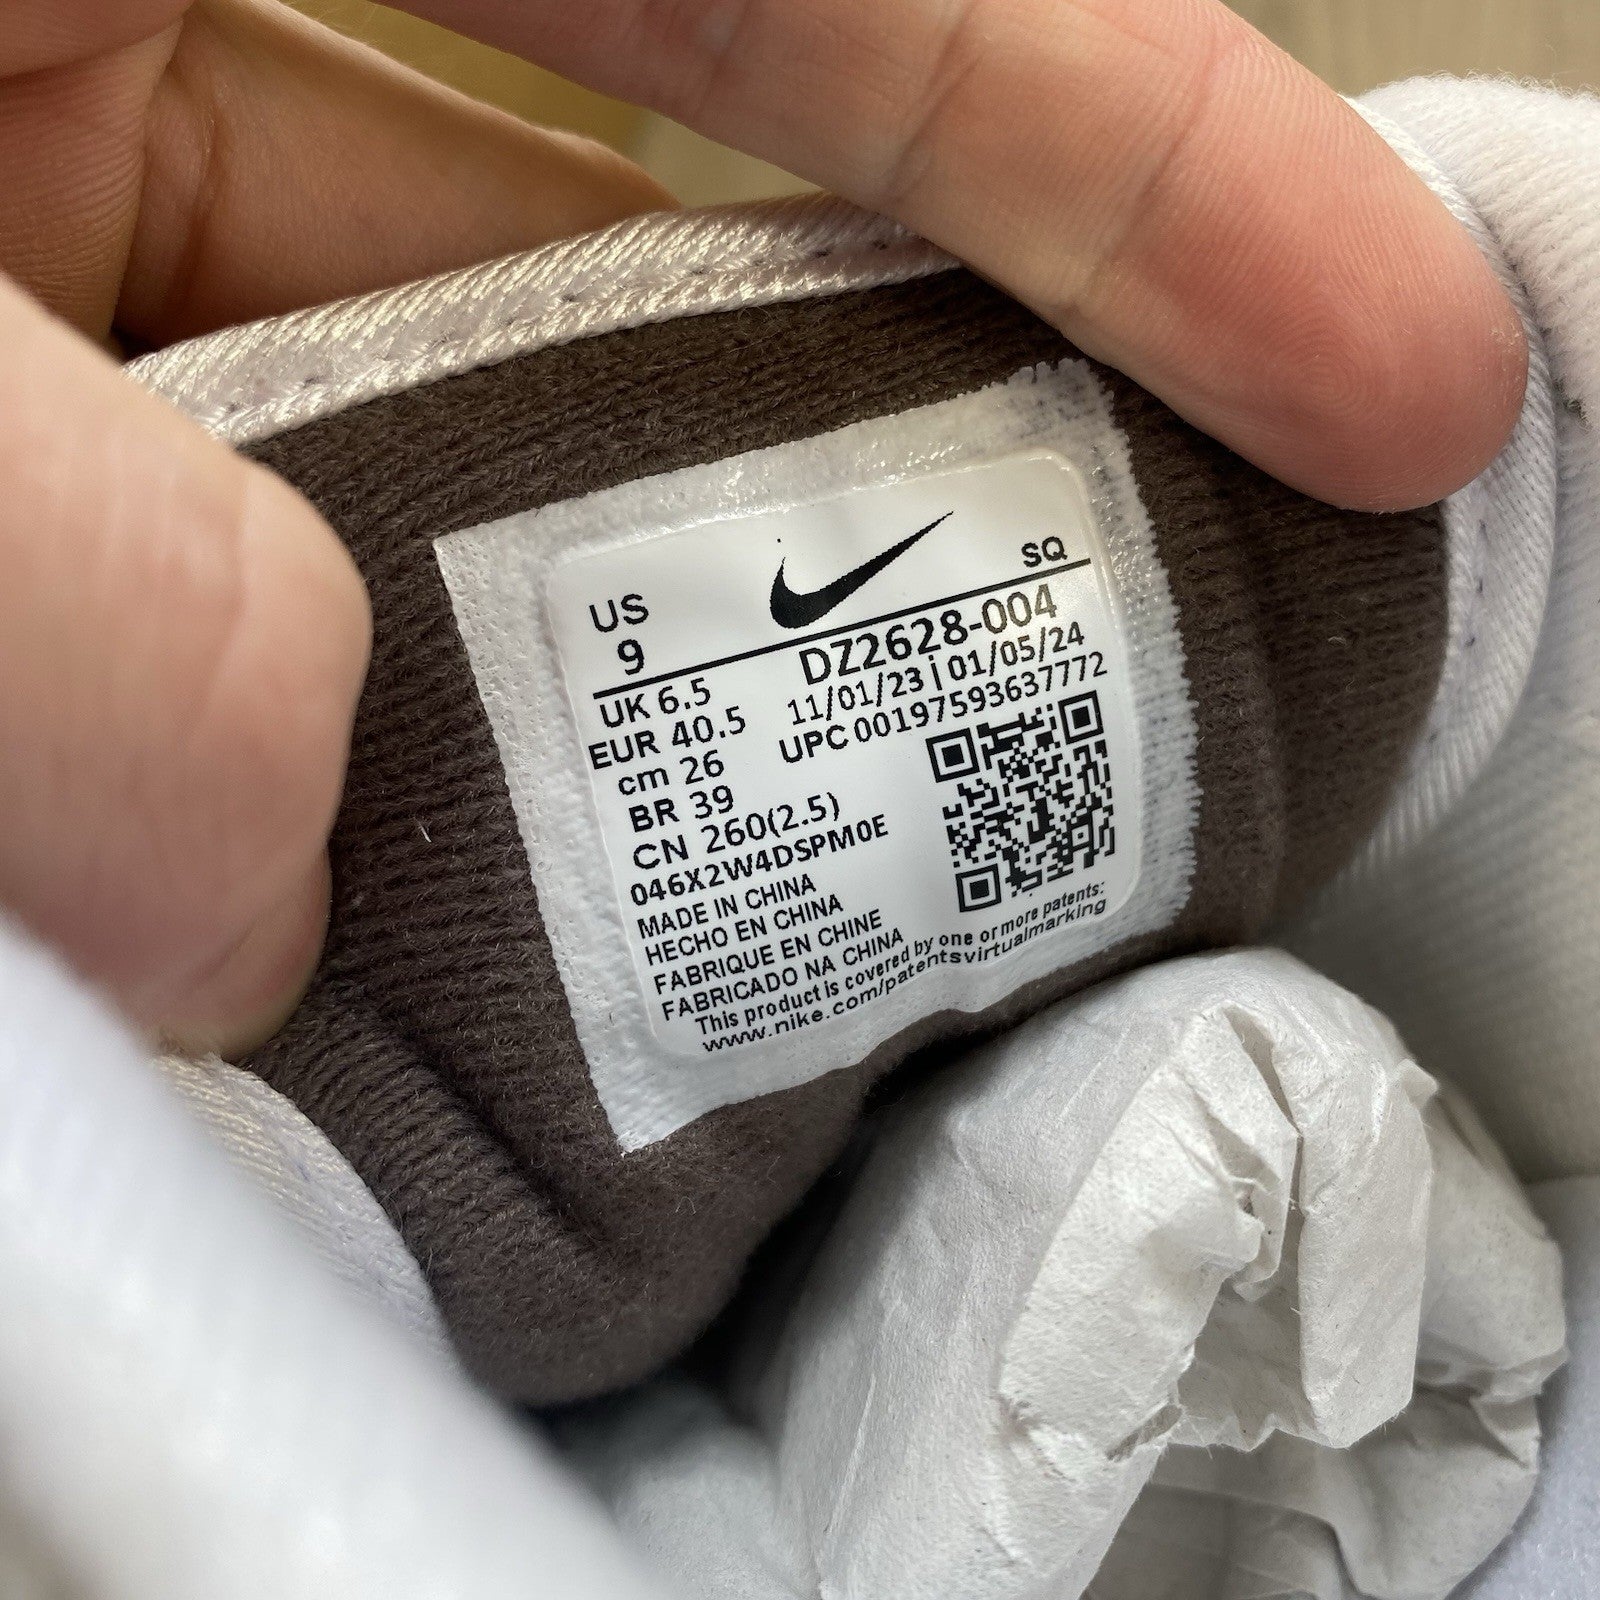 SQ
US
9
DZ2628-004
UK 6.5
11/01/23 | 01/05/24
EUR 40.5
UPC 00197593637772
cm 26
BR 39
CN 260(2.5)
046X2W4DSPM0E
MADE IN CHINA
HECHO EN CHINA
FABRIQUE EN CHINE
FABRICADO NA CHINA
This product is covered by one or more patents:
www.nike.com/patentsvirtualmarking